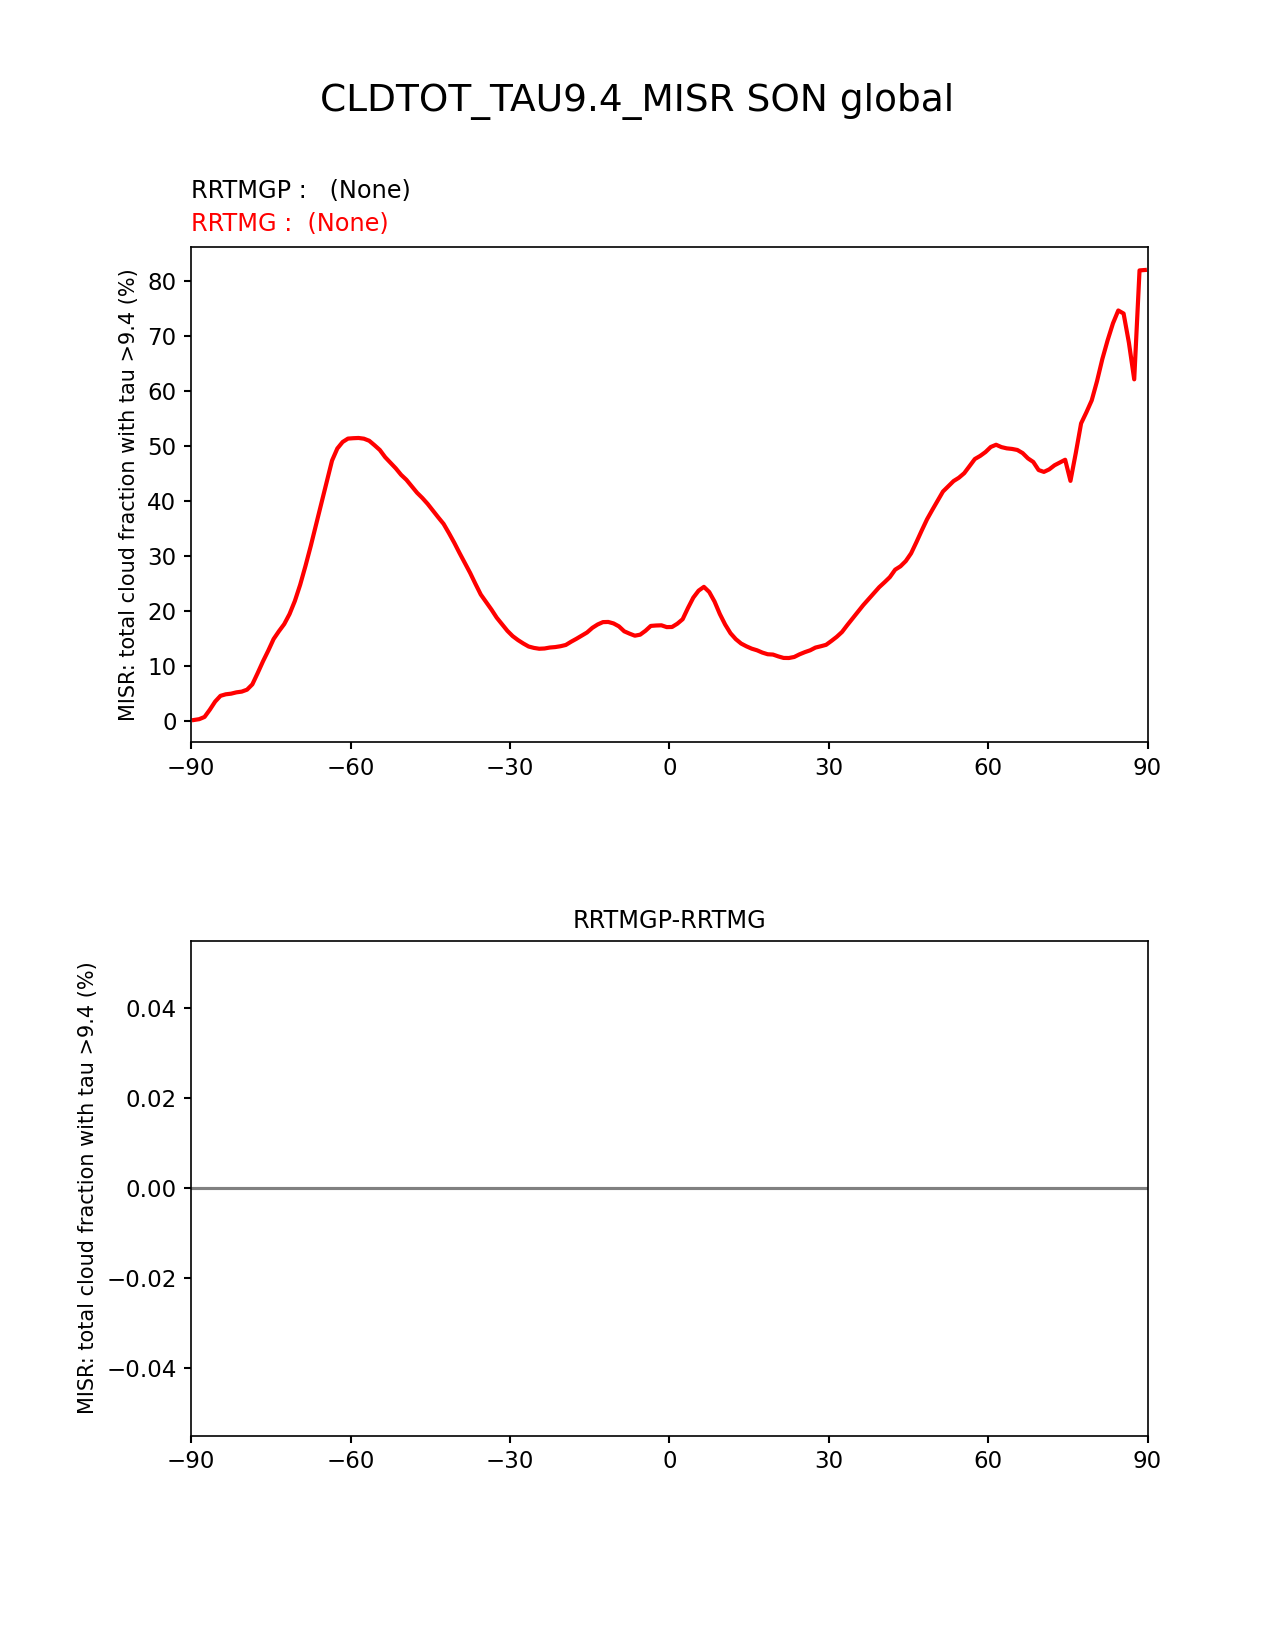 CLDTOT_TAU9.4_MISR SON global
RRTMGP :   (None)
RRTMG :  (None)
MISR: total cloud fraction with tau >9.4 (%)
80
70
60
50
40
30
20
10
0
−90 −60 −30 0 30 60 90
RRTMGP-RRTMG
MISR: total cloud fraction with tau >9.4 (%)
0.04
0.02
0.00
−0.02
−0.04
−90 −60 −30 0 30 60 90